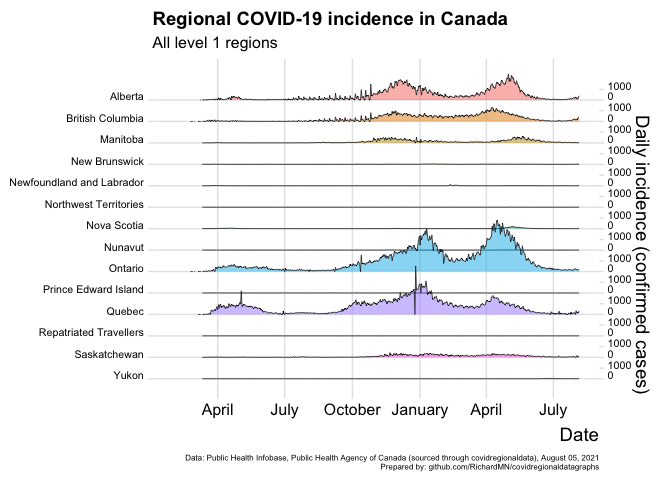 Regional COVID-19 incidence in Canada
All level 1 regions
Alberta
1000
0
British Columbia
1000
0
Manitoba
1000
0
New Brunswick
1000
0
Newfoundland and Labrador
1000
0
Northwest Territories
1000
0
Nova Scotia
1000
0
Nunavut
1000
0
Ontario
1000
0
Prince Edward Island
1000
0
Quebec
1000
0
Repatriated Travellers
1000
0
Saskatchewan
1000
0
Yukon
1000
0
Daily incidence (confirmed cases)
April July October January April July
Date
Data: Public Health Infobase, Public Health Agency of Canada (sourced through covidregionaldata), August 05, 2021
Prepared by: github.com/RichardMN/covidregionaldatagraphs